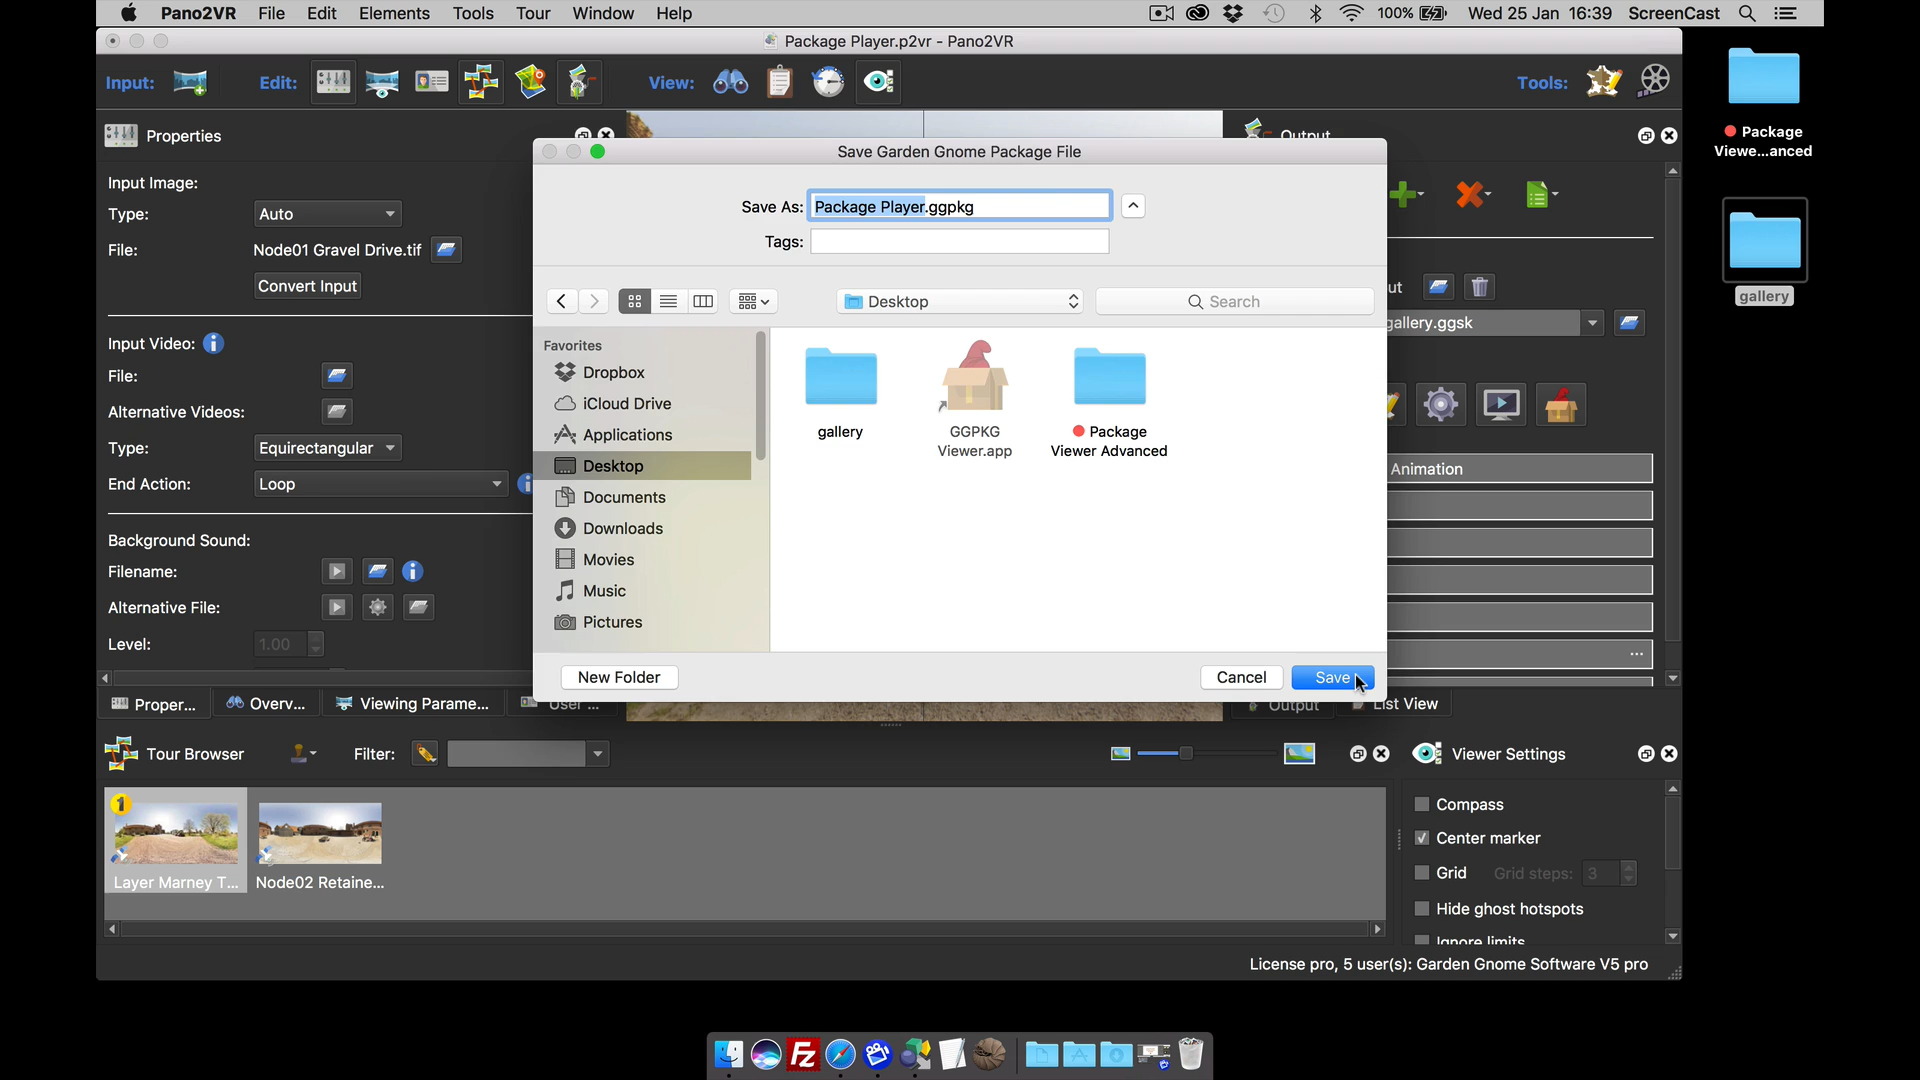 Pano2VR File Edit Elements Tools Tour Window Help
100% Wed 25 Jan 16:39 ScreenCast
Package Player.p2vr - Pano2VR
Input: Edit: View: Tools:
Properties
Output
Input Image:
Type: Auto
File: Node01 Gravel Drive.tif
Convert Input
Input Video:
File:
Alternative Videos:
Type: Equirectangular
End Action: Loop
Background Sound:
Filename:
Alternative File:
Level: 1.00
Save Garden Gnome Package File
Save As: Package Player.ggpkg
Tags:
Desktop
Search
Favorites
Dropbox
iCloud Drive
Applications
Desktop
Documents
Downloads
Movies
Music
Pictures
gallery
GGPKG
Viewer.app
Package
Viewer Advanced
New Folder Cancel Save
ut
gallery.ggsk
Animation
...
Package
Viewe...anced
gallery
Proper... Overv... Viewing Parame... User ...
Output List View
Tour Browser Filter:
1
Layer Marney T... Node02 Retaine...
Viewer Settings
Compass
Center marker
Grid Grid steps: 3
Hide ghost hotspots
Ignore limits
License pro, 5 user(s): Garden Gnome Software V5 pro